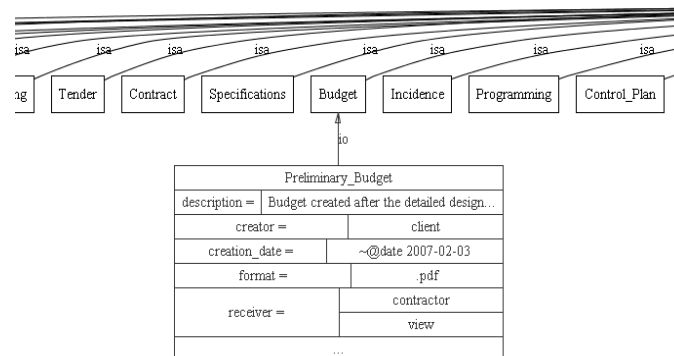 isa isa isa isa isa isa isa isa
ng Tender Contract Specifications Budget Incidence Programming Control_Plan
io
Preliminary_Budget
description = Budget created after the detailed design...
creator = client
creation_date = ~@date 2007-02-03
format = .pdf
receiver = contractor
view
...